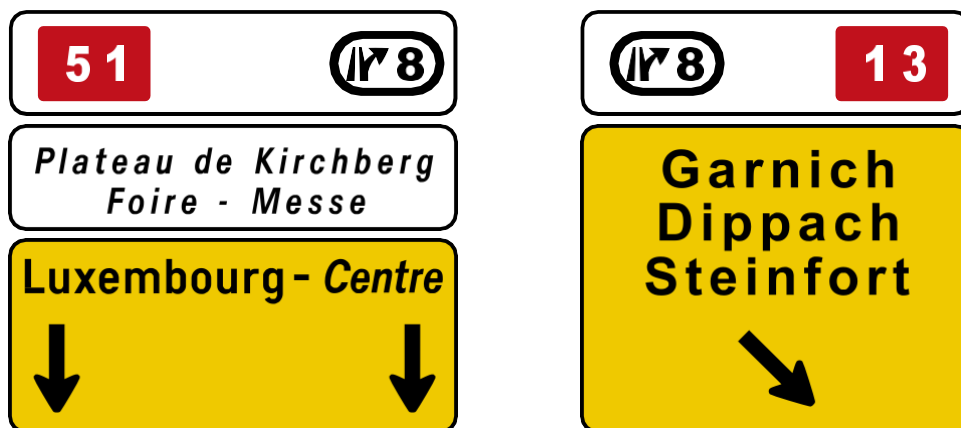 51 8
Plateau de Kirchberg
Foire - Messe
Luxembourg - Centre
8 13
Garnich
Dippach
Steinfort